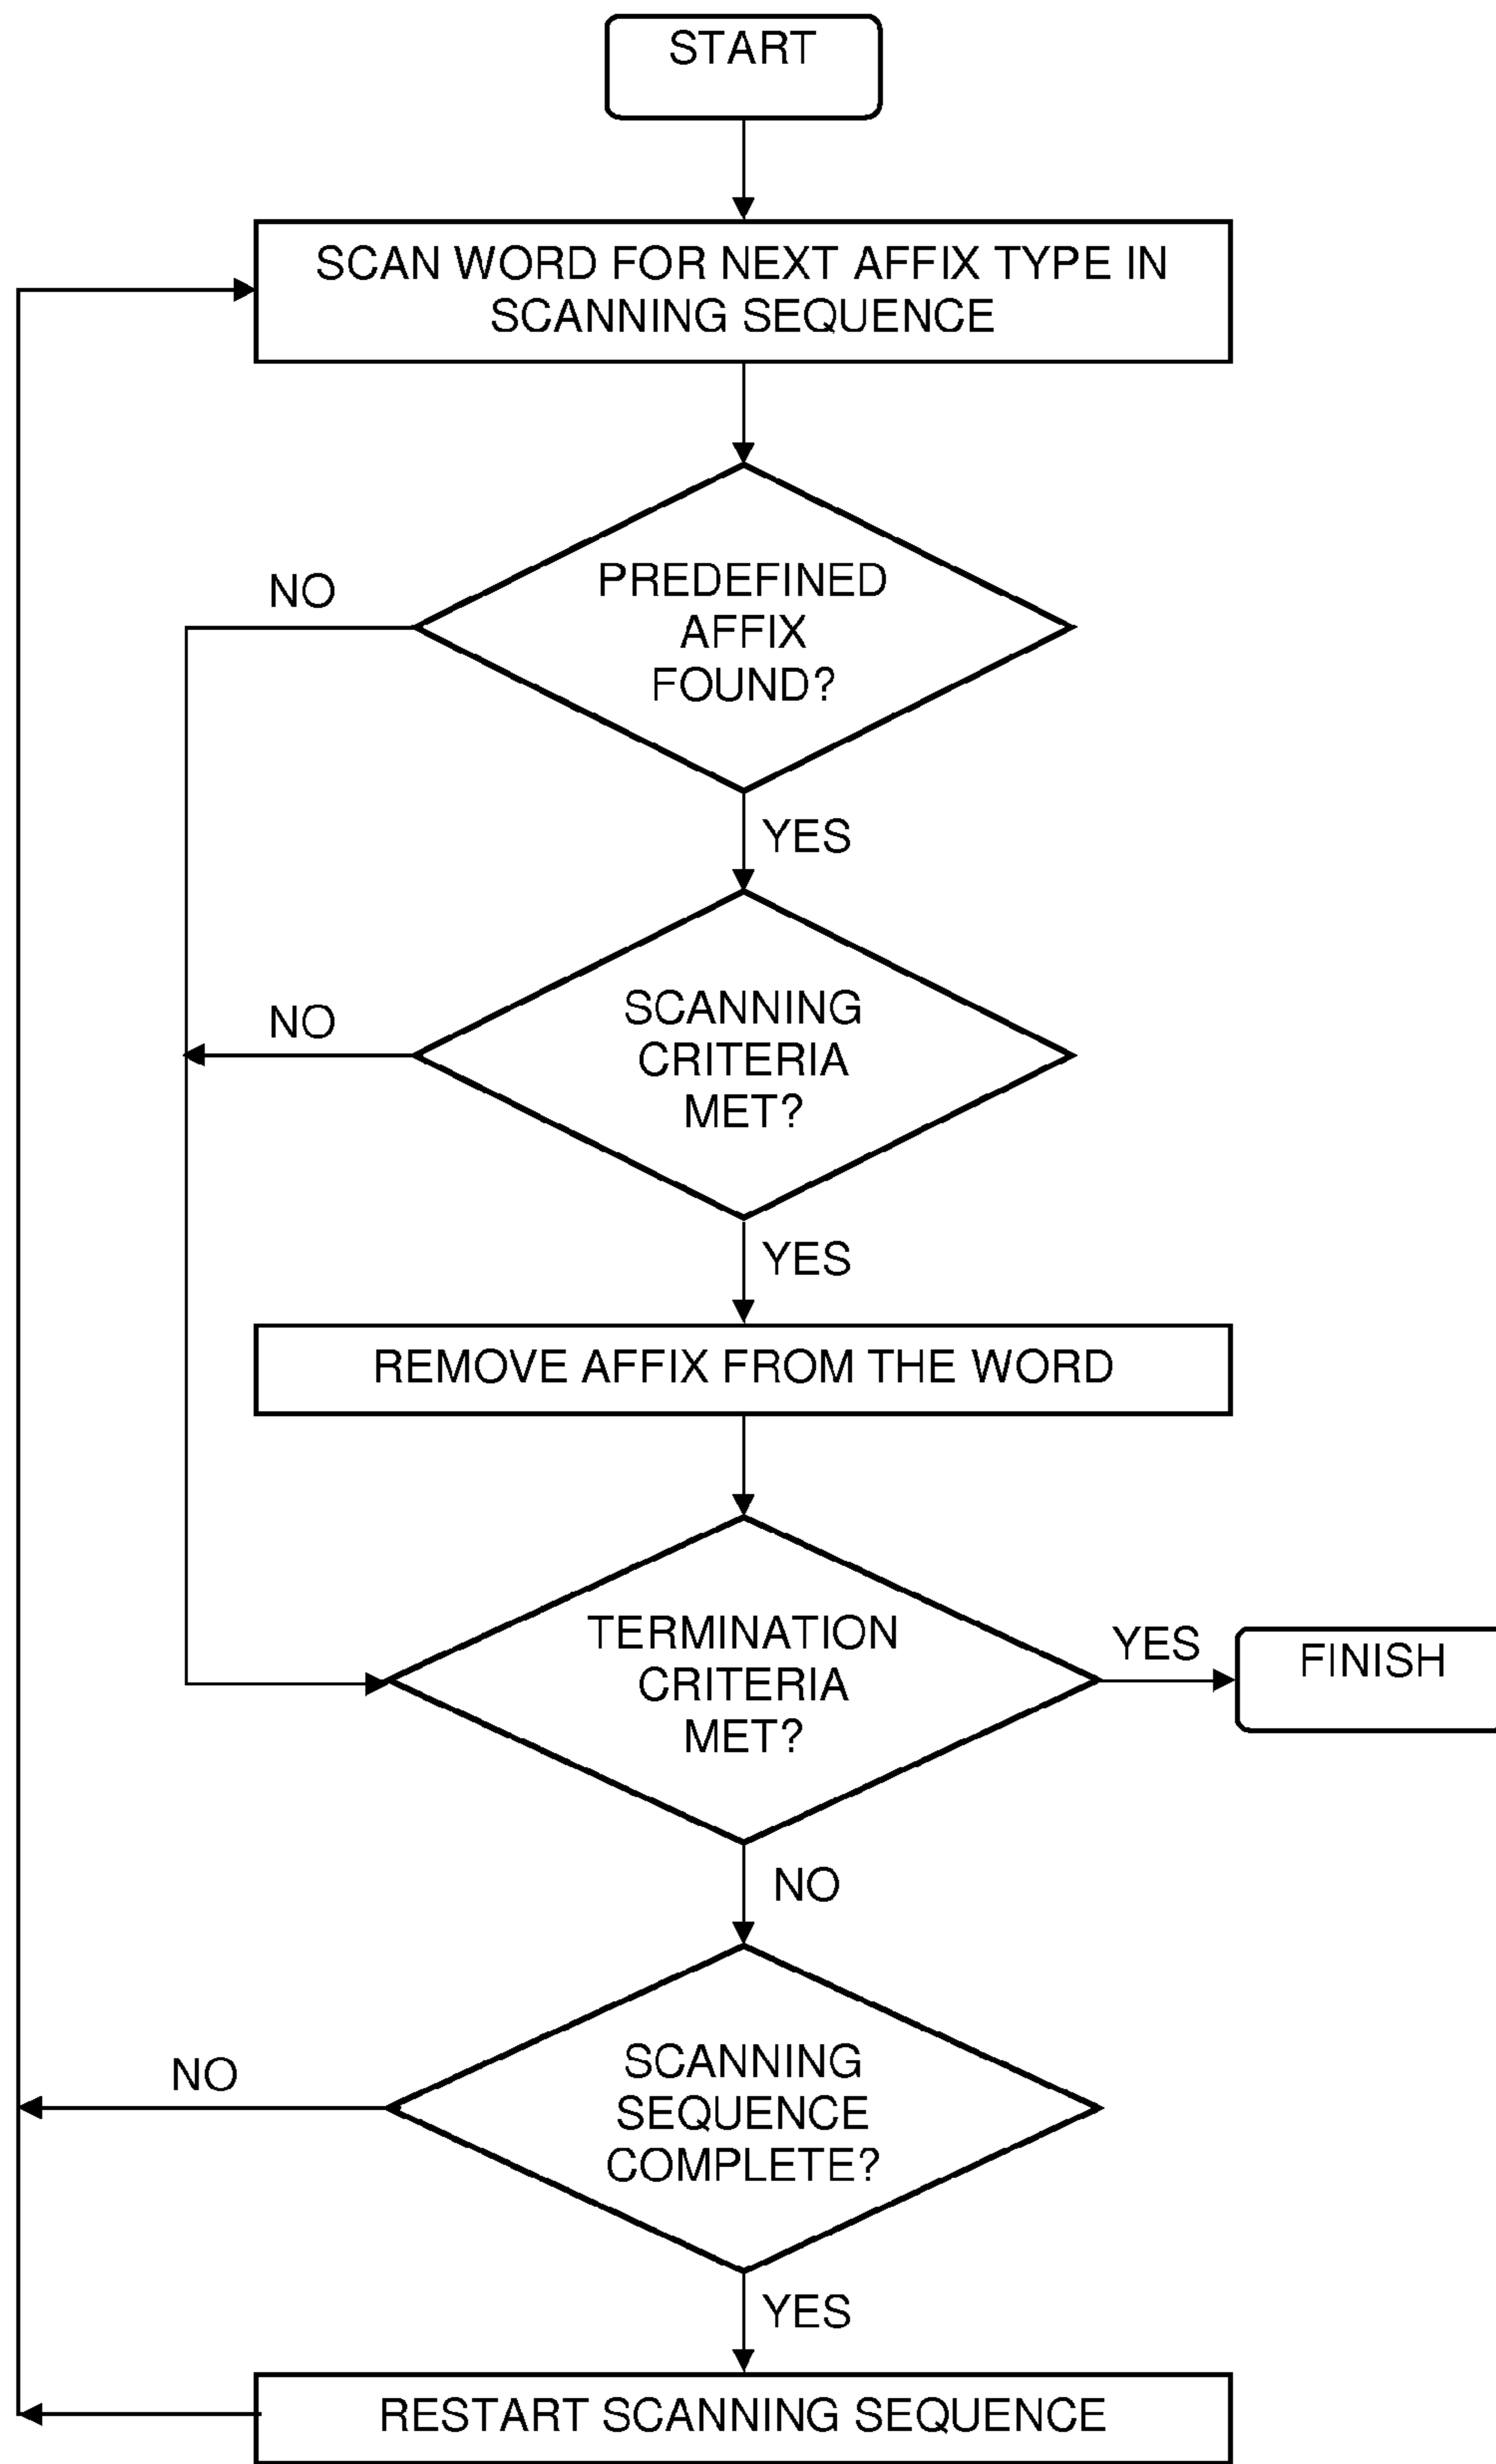 START
SCAN WORD FOR NEXT AFFIX TYPE IN
SCANNING SEQUENCE
NO
PREDEFINED
AFFIX
FOUND?
YES
NO
SCANNING
CRITERIA
MET?
YES
REMOVE AFFIX FROM THE WORD
TERMINATION
CRITERIA
MET?
YES
FINISH
NO
NO
SCANNING
SEQUENCE
COMPLETE?
YES
RESTART SCANNING SEQUENCE